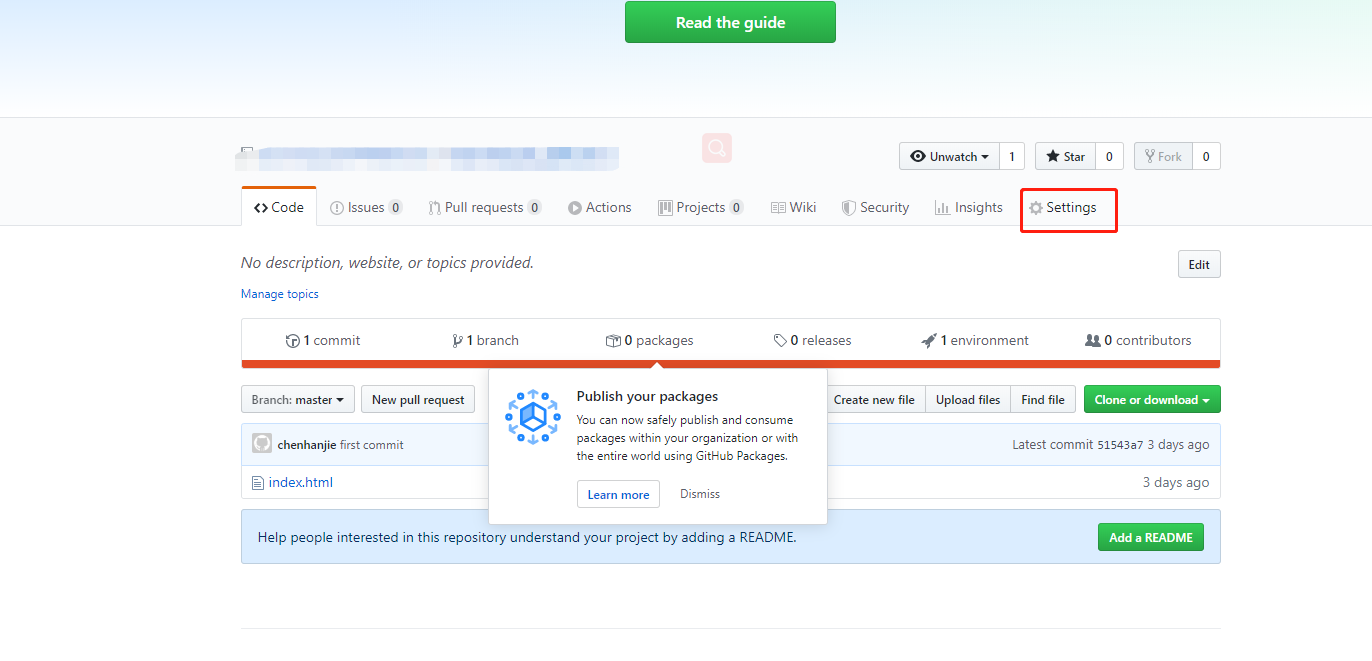 Read the guide
Unwatch 1 Star 0 Fork 0
Code Issues 0 Pull requests 0 Actions Projects 0 Wiki Security Insights Settings
No description, website, or topics provided. Edit
Manage topics
1 commit 1 branch 0 packages 0 releases 1 environment 0 contributors
Branch: master New pull request Create new file Upload files Find file Clone or download
Publish your packages
You can now safely publish and consume
packages within your organization or with
the entire world using GitHub Packages.
Learn more Dismiss
chenhanjie first commit Latest commit 51543a7 3 days ago
index.html 3 days ago
Help people interested in this repository understand your project by adding a README. Add a README